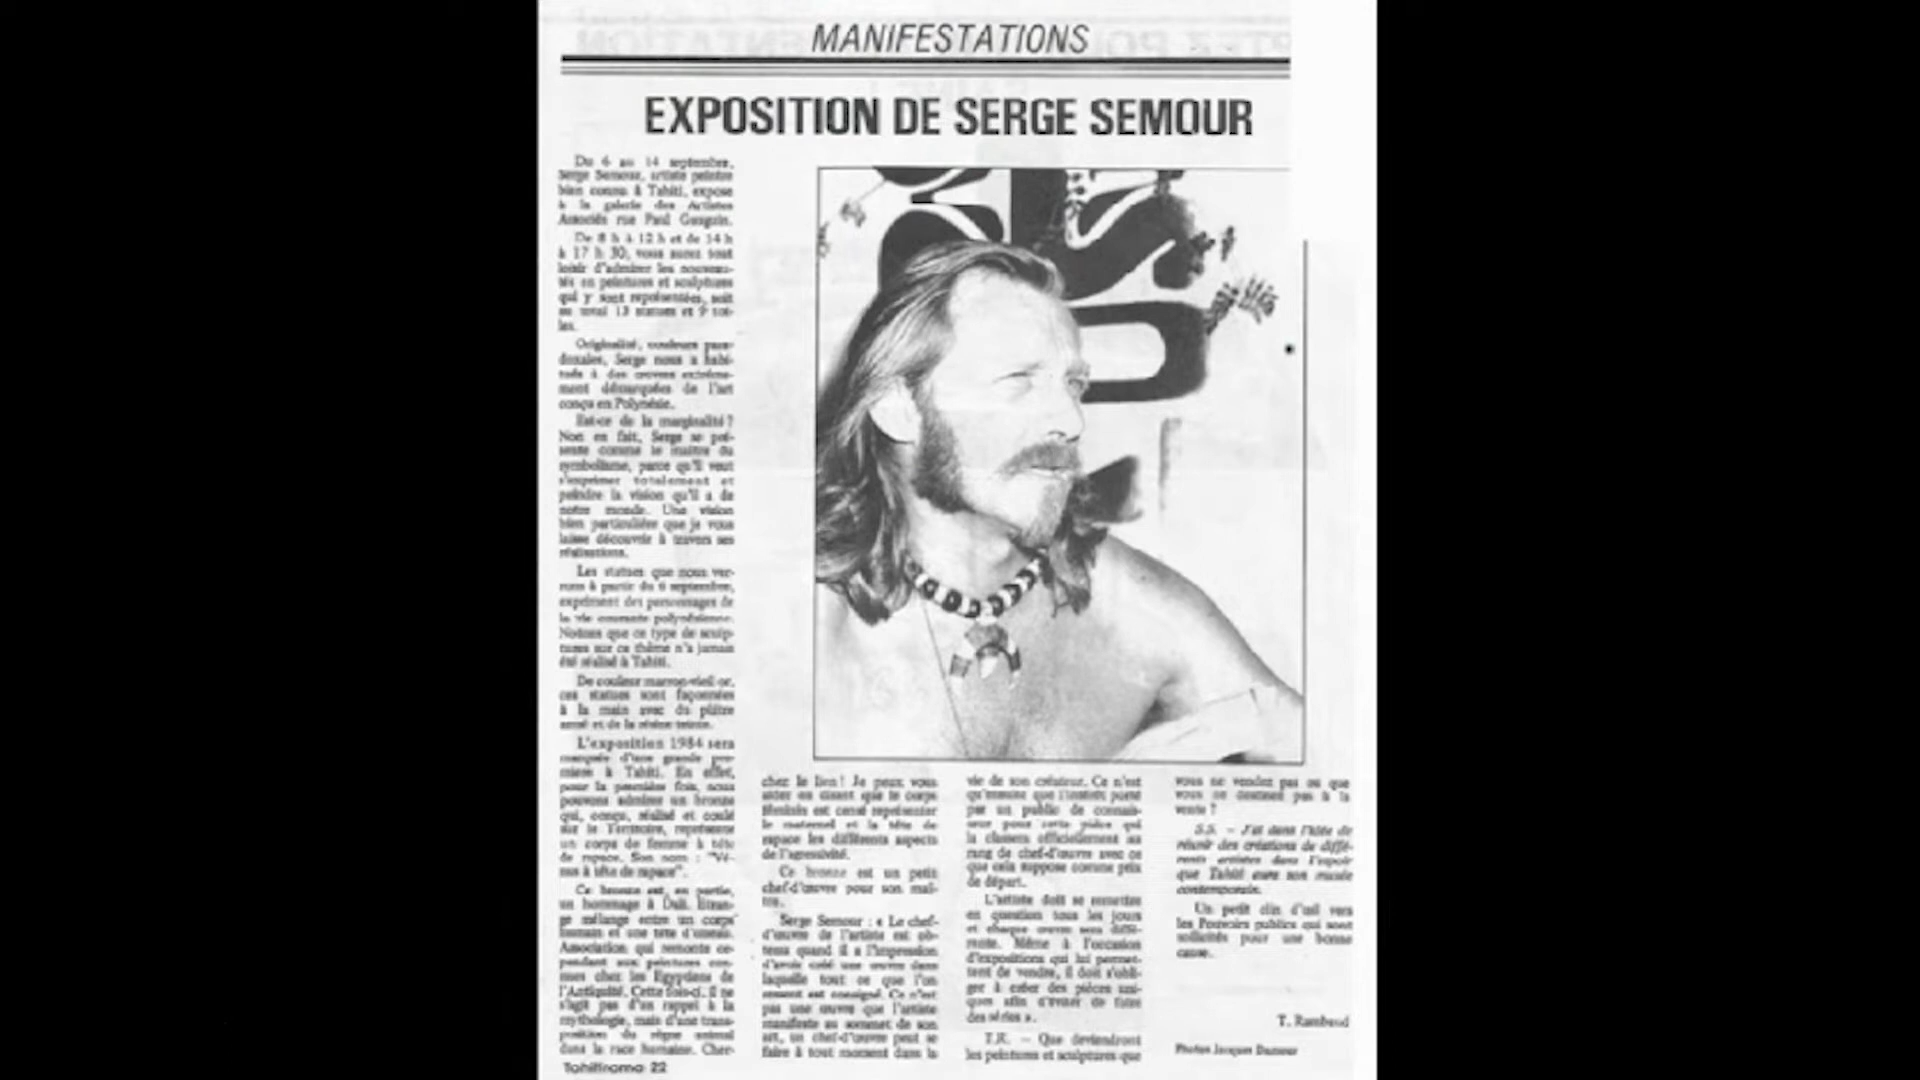 MANIFESTATIONS
EXPOSITION DE SERGE SEMOUR
Du 6 au 14 septembre,
Serge Semour, artiste peintre
bien connu à Tahiti, expose
à la galerie des Artistes
Associés rue Paul Gauguin.
De 8 h à 12 h et de 14 h
à 17 h 30, vous aurez tout
loisir d'admirer les nouveau-
tés en peintures et sculptures
qui y sont représentées, soit
au total 13 statues et 9 toi-
les.
Originalité, couleurs para-
doxales, Serge nous a habi-
tués à des œuvres extrême-
ment démarquées de l'art
conçu en Polynésie.
Est-ce de la marginalité ?
Non en fait, Serge se pré-
sente comme le maître du
symbolisme, parce qu'il veut
s'exprimer totalement et
peindre la vision qu'il a de
notre monde. Une vision
bien particulière que je vous
laisse découvrir à travers ses
réalisations.
Les statues que nous ver-
rons à partir du 6 septembre,
expriment des personnages de
la vie courante polynésienne.
Notons que ce type de sculp-
tures sur ce thème n'a jamais
été réalisé à Tahiti.
De couleur marron-vieil or,
ces statues sont façonnées
à la main avec du plâtre
armé et de la résine teinte.
L'exposition 1984 sera
marquée d'une grande pre-
mière à Tahiti. En effet,
pour la première fois, nous
pouvons admirer un bronze
qui, conçu, réalisé et coulé
sur le Territoire, représente
un corps de femme à tête
de rapace. Son nom : "Vé-
nus à tête de rapace".
Ce bronze est, en partie,
un hommage à Dali. Etran-
ge mélange entre un corps
humain et une tête d'oiseau.
Association qui remonte ce-
pendant aux peintures con-
nues chez les Egyptiens de
l'Antiquité. Cette fois-ci, il ne
s'agit pas d'un rappel à la
mythologie, mais d'une trans-
position du règne animal
dans la race humaine. Cher-
Tahitirama 22
chez le lien ! Je peux vous
aider en disant que le corps
féminin est censé représenter
le maternel et la tête de
rapace les différents aspects
de l'agressivité.
Ce bronze est un petit
chef-d'œuvre pour son maî-
tre.
Serge Semour : « Le chef-
d'œuvre de l'artiste est ob-
tenu quand il a l'impression
d'avoir créé une œuvre dans
laquelle tout ce que l'on
ressent est consigné. Ce n'est
pas une œuvre que l'artiste
manifeste au sommet de son
art, un chef-d'œuvre peut se
faire à tout moment dans la
vie de son créateur. Ce n'est
qu'ensuite que l'intérêt porté
par un public de connais-
seur pour cette pièce qui
la classera officiellement au
rang de chef-d'œuvre avec ce
que cela suppose comme prix
de départ.
L'artiste doit se remettre
en question tous les jours
et chaque œuvre sera diffé-
rente. Même à l'occasion
d'expositions qui lui permet-
tent de vendre, il doit s'obli-
ger à créer des pièces uni-
ques afin d'éviter de faire
des séries ».
T.R. – Que deviendront
les peintures et sculptures que
vous ne vendez pas ou que
vous ne destinez pas à la
vente ?
S.S. – J'ai dans l'idée de
réunir des créations de diffé-
rents artistes dans l'espoir
que Tahiti aura son musée
contemporain.
Un petit clin d'œil vers
les Pouvoirs publics qui sont
sollicités pour une bonne
cause.
T. Rambaud
Photos Jacques